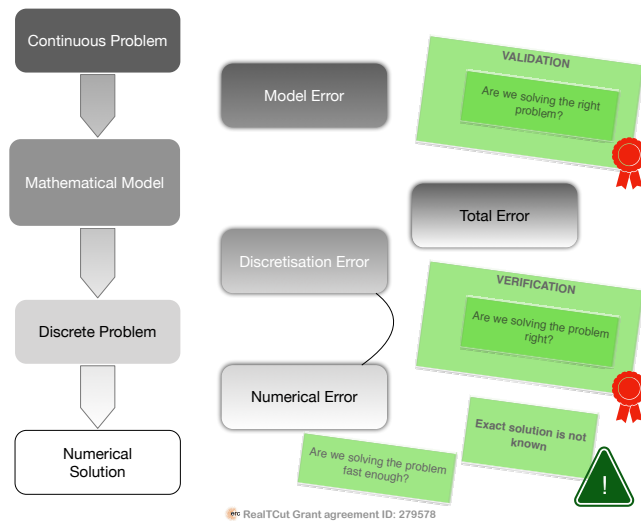 Continuous Problem
Model Error
VALIDATION
Are we solving the right
problem?
Mathematical Model
Total Error
Discretisation Error
VERIFICATION
Are we solving the problem
right?
Discrete Problem
Numerical Error
Exact solution is not
known
Numerical
Solution
Are we solving the problem
fast enough?
!
erc RealTCut Grant agreement ID: 279578